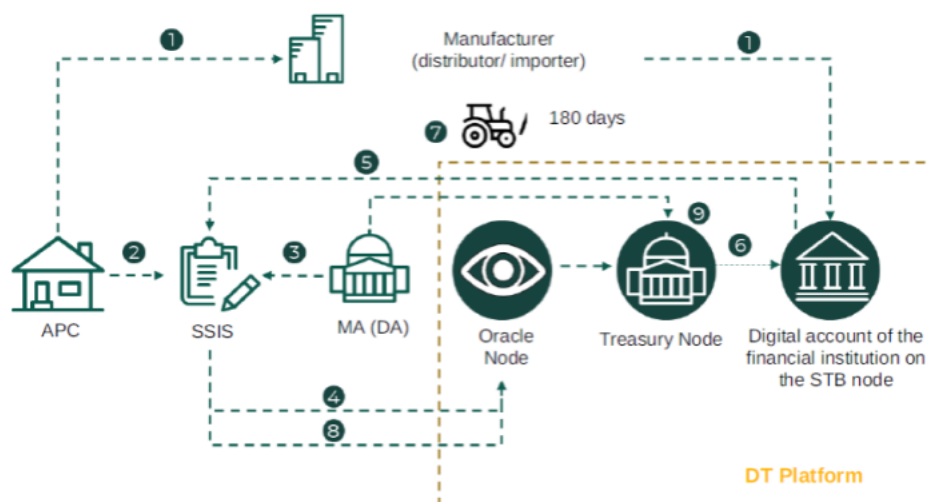 1
Manufacturer
(distributor/ importer)
1
7
180 days
5
9
2
3
6
APC
SSIS
MA (DA)
Oracle
Node
Treasury Node
Digital account of the
financial institution on
the STB node
4
8
DT Platform